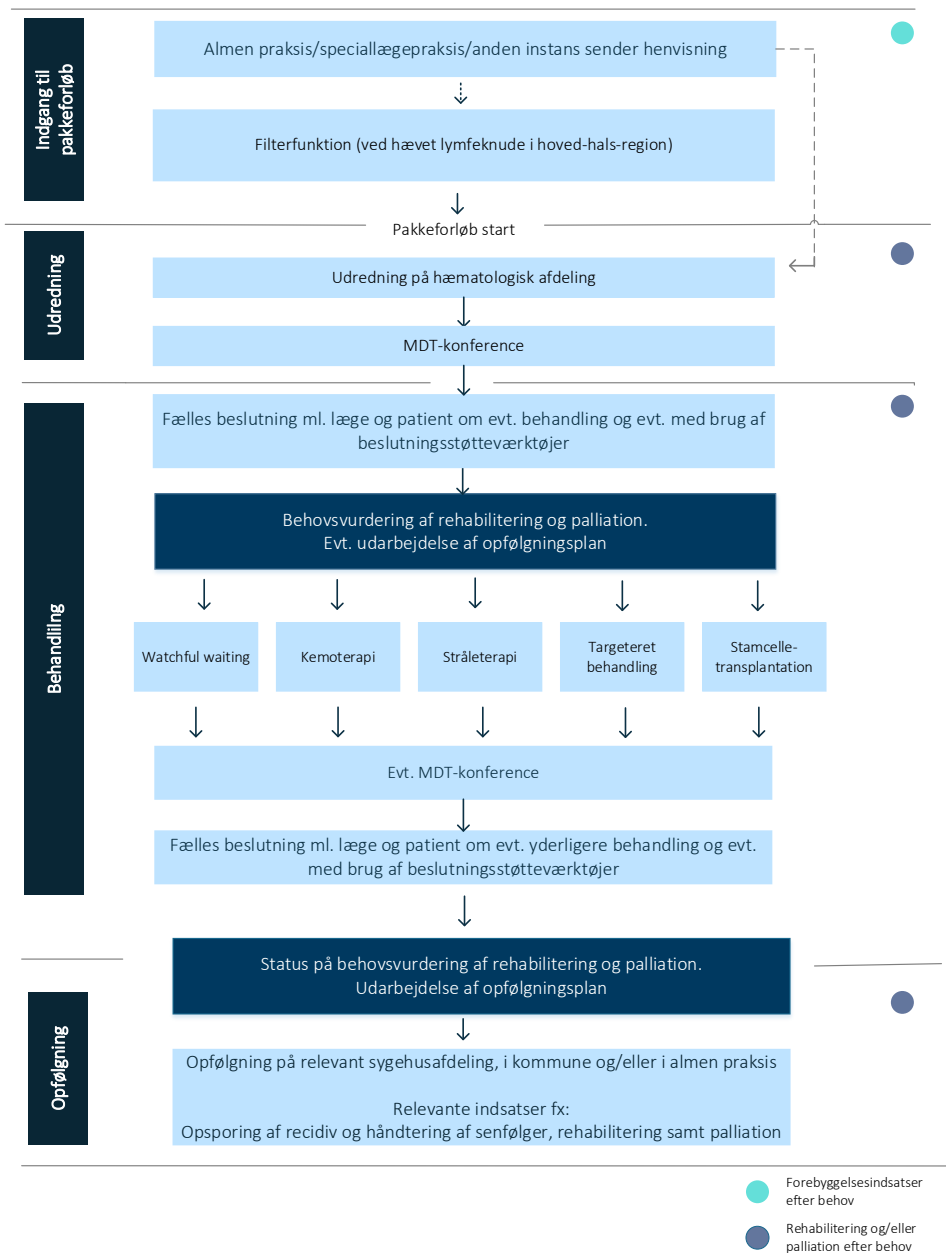 Indgang til
pakkeforløb
Almen praksis/speciallægepraksis/anden instans sender henvisning
Filterfunktion (ved hævet lymfeknude i hoved-hals-region)
Pakkeforløb start
Udredning
Udredning på hæmatologisk afdeling
MDT-konference
Behandlilng
Fælles beslutning ml. læge og patient om evt. behandling og evt. med brug af
beslutningsstøtteværktøjer
Behovsvurdering af rehabilitering og palliation.
Evt. udarbejdelse af opfølgningsplan
Watchful waiting
Kemoterapi
Stråleterapi
Targeteret
behandling
Stamcelle-
transplantation
Evt. MDT-konference
Fælles beslutning ml. læge og patient om evt. yderligere behandling og evt.
med brug af beslutningsstøtteværktøjer
Status på behovsvurdering af rehabilitering og palliation.
Udarbejdelse af opfølgningsplan
Opfølgning
Opfølgning på relevant sygehusafdeling, i kommune og/eller i almen praksis
Relevante indsatser fx:
Opsporing af recidiv og håndtering af senfølger, rehabilitering samt palliation
Forebyggelsesindsatser
efter behov
Rehabilitering og/eller
palliation efter behov